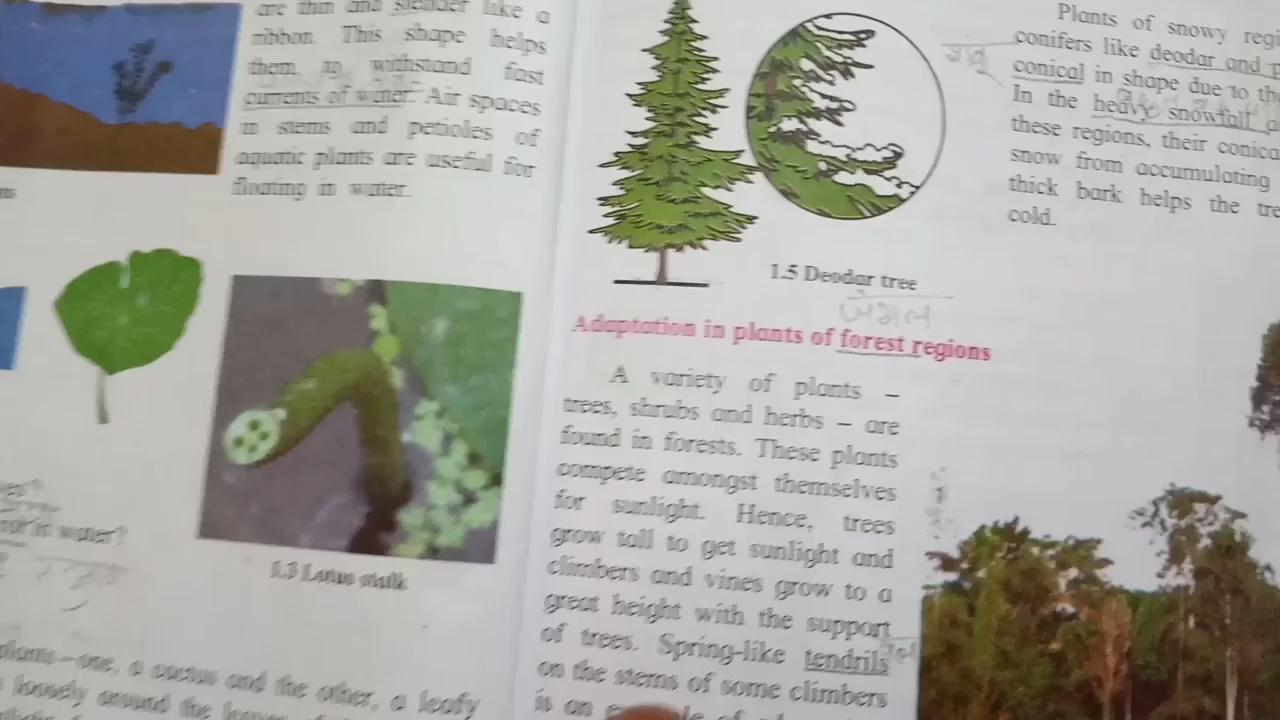 are thin and slender like a
ribbon. This shape helps
them to withstand fast
currents of water. Air spaces
in stems and petioles of
aquatic plants are useful for
floating in water.
1.3 Lotus stalk
or in water?
plants – one, a cactus and the other, a leafy
loosely around the leaves
Plants of snowy
conifers like deodar and
conical in shape due to
In the heavy snowfall
these regions, their
snow from accumulating
thick bark helps the
cold.
1.5 Deodar tree
जंगल
Adaptation in plants of forest regions
A variety of plants –
trees, shrubs and herbs – are
found in forests. These plants
compete amongst themselves
for sunlight. Hence, trees
grow tall to get sunlight and
climbers and vines grow to a
great height with the support
of trees. Spring-like tendrils
on the stems of some climbers
is an